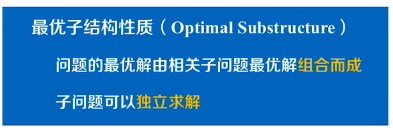 最优子结构性质（Optimal Substructure）
问题的最优解由相关子问题最优解组合而成
子问题可以独立求解